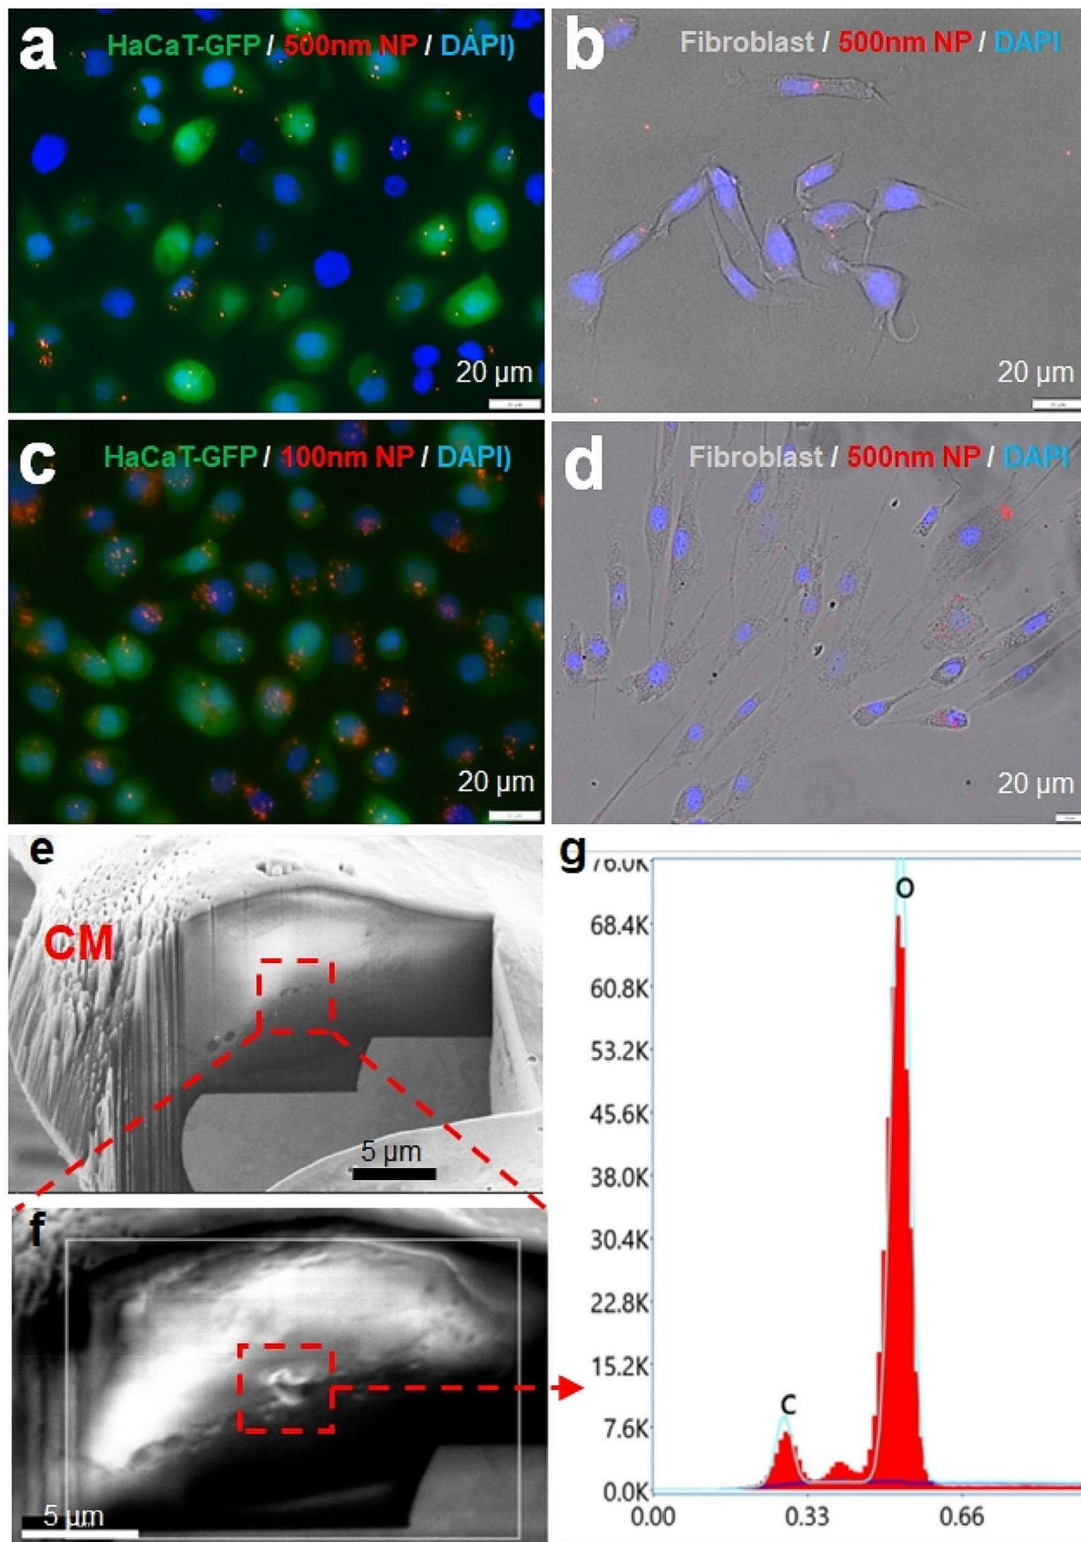 a
HaCaT-GFP / 500nm NP / DAPI)
20 µm
b
Fibroblast / 500nm NP / DAPI
20 µm
c
HaCaT-GFP / 100nm NP / DAPI)
20 µm
d
Fibroblast / 500nm NP / DAPI
20 µm
e
CM
5 µm
f
5 µm
g
76.0K
68.4K
60.8K
53.2K
45.6K
38.0K
30.4K
22.8K
15.2K
7.6K
0.0K
O
C
0.00 0.33 0.66